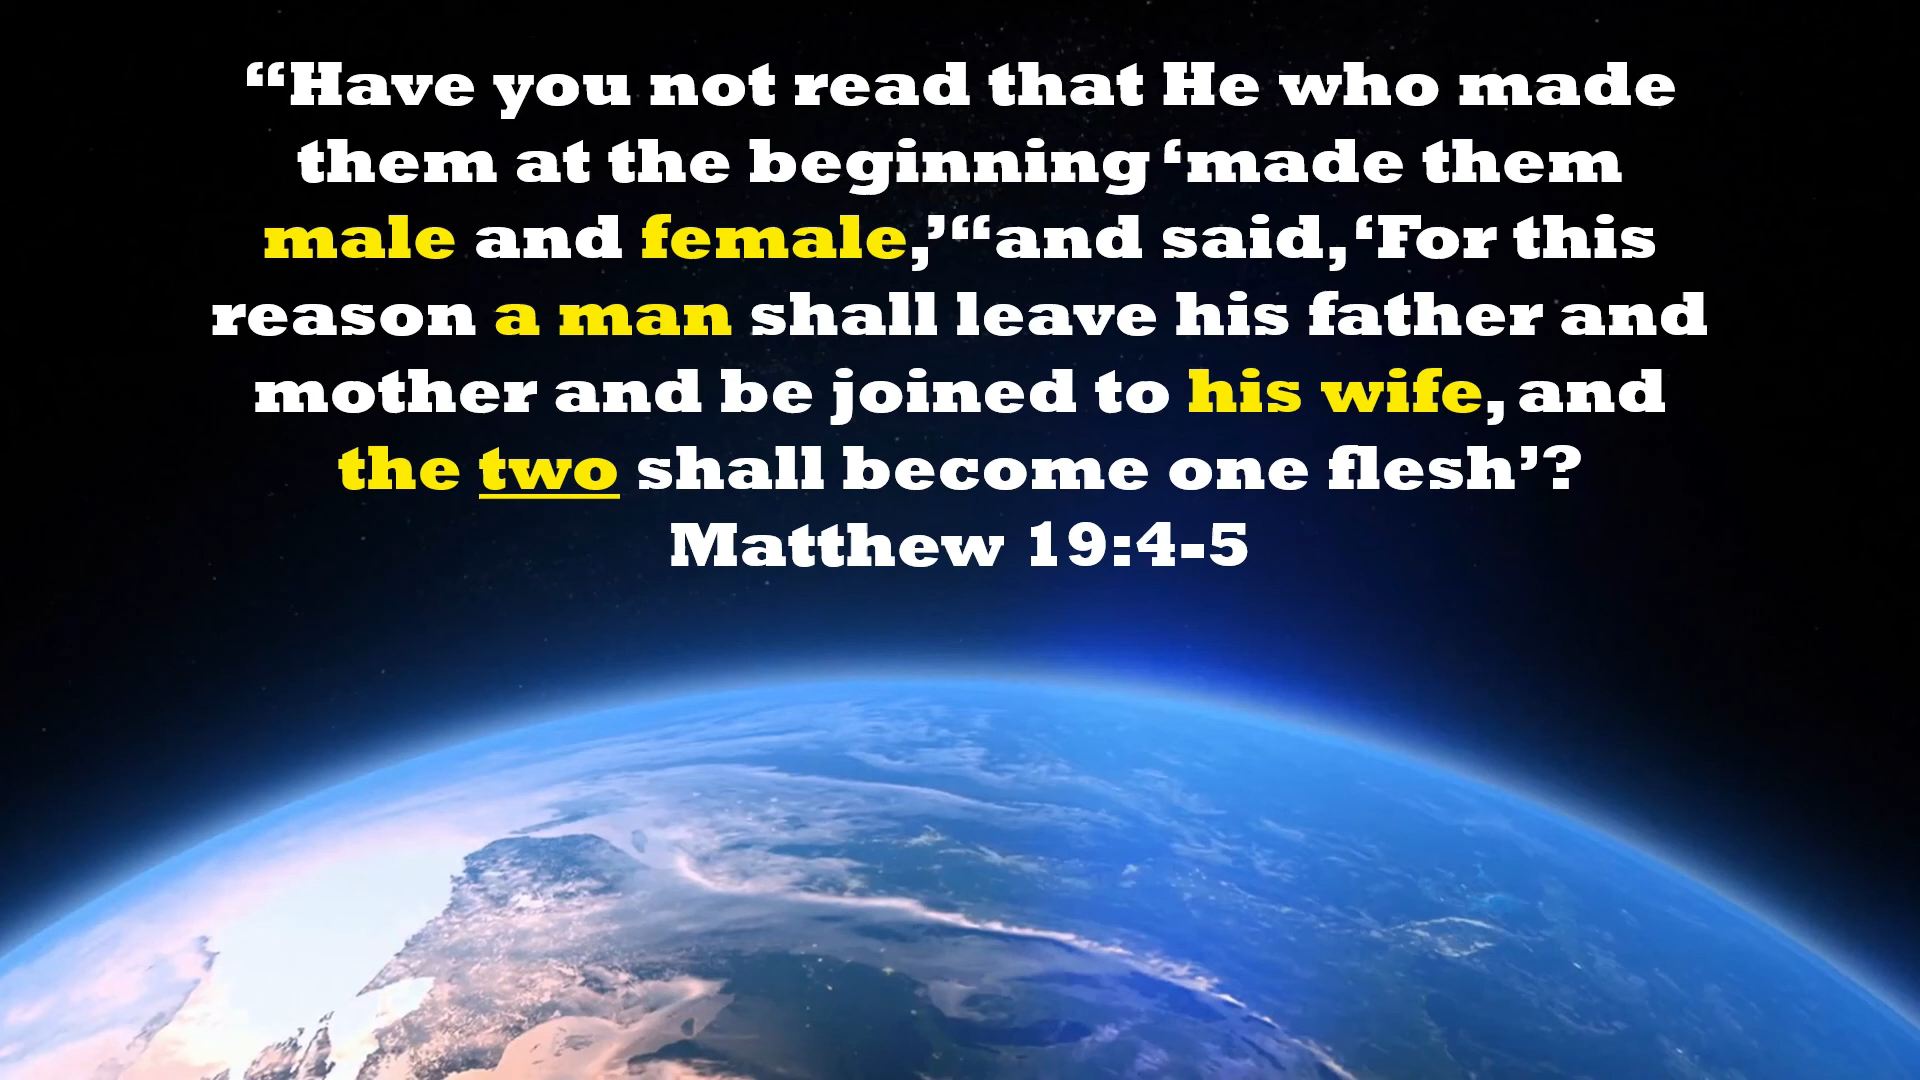 “Have you not read that He who made
them at the beginning ‘made them
male and female,’ “and said, ‘For this
reason a man shall leave his father and
mother and be joined to his wife, and
the two shall become one flesh’?
Matthew 19:4-5